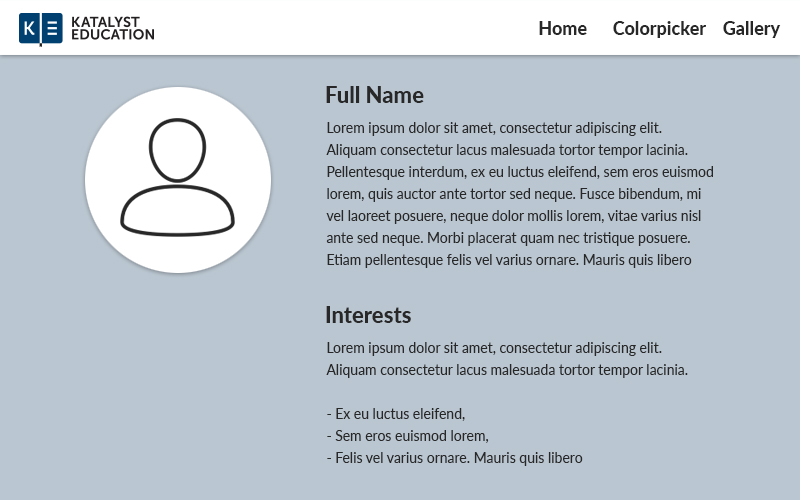 K E KATALYST
EDUCATION
Home Colorpicker Gallery
Full Name
Lorem ipsum dolor sit amet, consectetur adipiscing elit.
Aliquam consectetur lacus malesuada tortor tempor lacinia.
Pellentesque interdum, ex eu luctus eleifend, sem eros euismod
lorem, quis auctor ante tortor sed neque. Fusce bibendum, mi
vel laoreet posuere, neque dolor mollis lorem, vitae varius nisl
ante sed neque. Morbi placerat quam nec tristique posuere.
Etiam pellentesque felis vel varius ornare. Mauris quis libero
Interests
Lorem ipsum dolor sit amet, consectetur adipiscing elit.
Aliquam consectetur lacus malesuada tortor tempor lacinia.
- Ex eu luctus eleifend,
- Sem eros euismod lorem,
- Felis vel varius ornare. Mauris quis libero